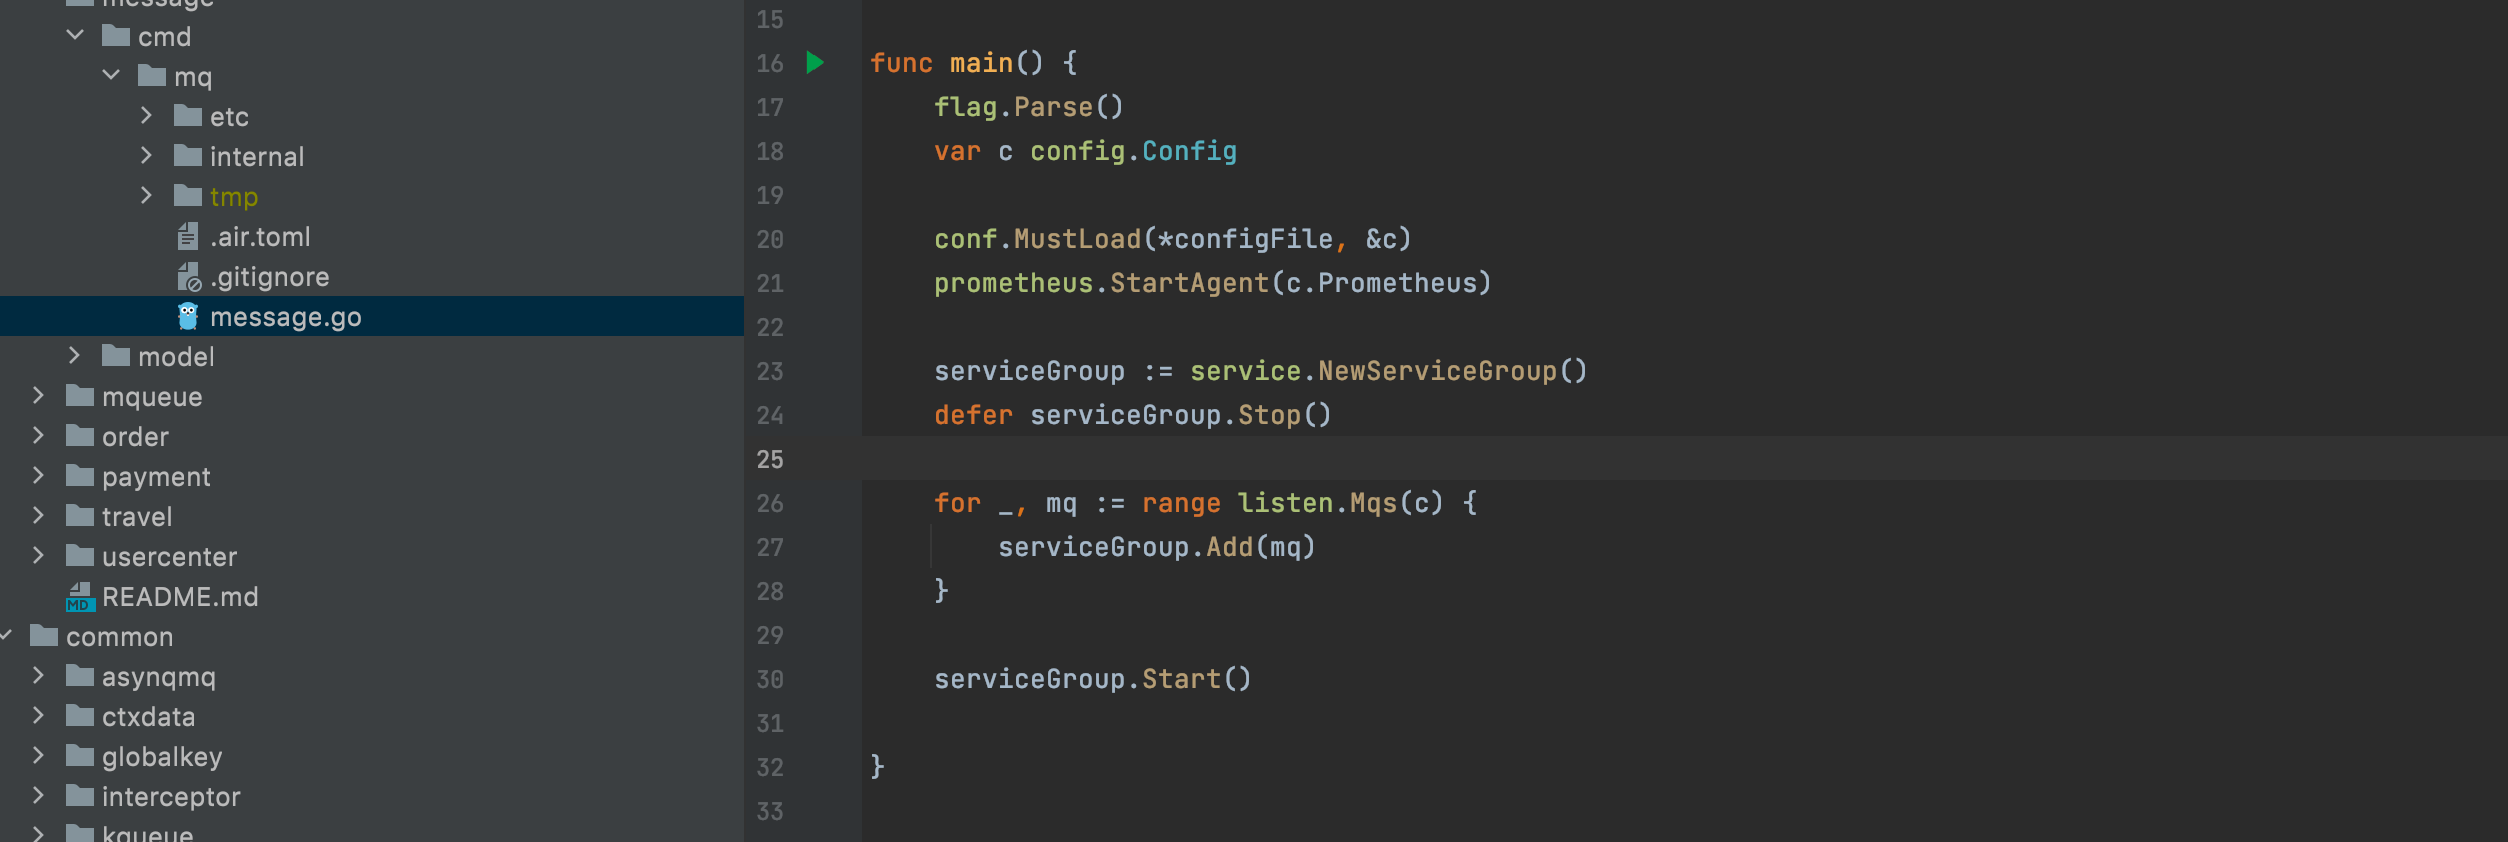 message
cmd
mq
etc
internal
tmp
.air.toml
.gitignore
message.go
model
mqueue
order
payment
travel
usercenter
README.md
common
asynqmq
ctxdata
globalkey
interceptor
kqueue
15
16 func main() {
17 flag.Parse()
18 var c config.Config
19
20 conf.MustLoad(*configFile, &c)
21 prometheus.StartAgent(c.Prometheus)
22
23 serviceGroup := service.NewServiceGroup()
24 defer serviceGroup.Stop()
25
26 for _, mq := range listen.Mqs(c) {
27 serviceGroup.Add(mq)
28 }
29
30 serviceGroup.Start()
31
32 }
33